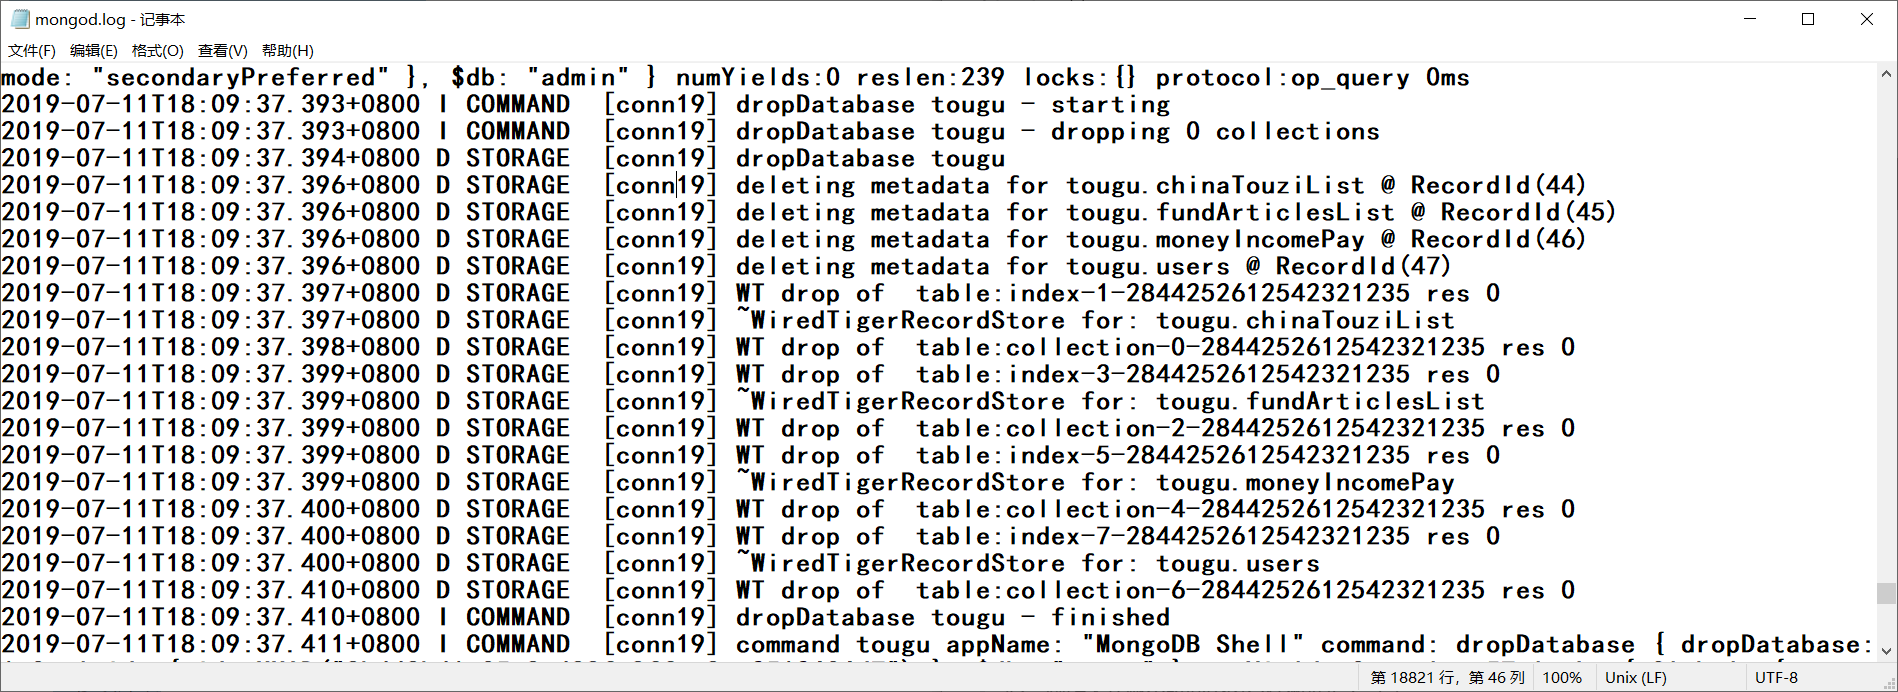 mongod.log - 记事本
文件(F) 编辑(E) 格式(O) 查看(V) 帮助(H)
mode: "secondaryPreferred" }, $db: "admin" } numYields:0 reslen:239 locks:{} protocol:op_query 0ms
2019-07-11T18:09:37.393+0800 I COMMAND  [conn19] dropDatabase tougu - starting
2019-07-11T18:09:37.393+0800 I COMMAND  [conn19] dropDatabase tougu - dropping 0 collections
2019-07-11T18:09:37.394+0800 D STORAGE  [conn19] dropDatabase tougu
2019-07-11T18:09:37.396+0800 D STORAGE  [conn19] deleting metadata for tougu.chinaTouziList @ RecordId(44)
2019-07-11T18:09:37.396+0800 D STORAGE  [conn19] deleting metadata for tougu.fundArticlesList @ RecordId(45)
2019-07-11T18:09:37.396+0800 D STORAGE  [conn19] deleting metadata for tougu.moneyIncomePay @ RecordId(46)
2019-07-11T18:09:37.396+0800 D STORAGE  [conn19] deleting metadata for tougu.users @ RecordId(47)
2019-07-11T18:09:37.397+0800 D STORAGE  [conn19] WT drop of  table:index-1-2844252612542321235 res 0
2019-07-11T18:09:37.397+0800 D STORAGE  [conn19] ~WiredTigerRecordStore for: tougu.chinaTouziList
2019-07-11T18:09:37.398+0800 D STORAGE  [conn19] WT drop of  table:collection-0-2844252612542321235 res 0
2019-07-11T18:09:37.399+0800 D STORAGE  [conn19] WT drop of  table:index-3-2844252612542321235 res 0
2019-07-11T18:09:37.399+0800 D STORAGE  [conn19] ~WiredTigerRecordStore for: tougu.fundArticlesList
2019-07-11T18:09:37.399+0800 D STORAGE  [conn19] WT drop of  table:collection-2-2844252612542321235 res 0
2019-07-11T18:09:37.399+0800 D STORAGE  [conn19] WT drop of  table:index-5-2844252612542321235 res 0
2019-07-11T18:09:37.399+0800 D STORAGE  [conn19] ~WiredTigerRecordStore for: tougu.moneyIncomePay
2019-07-11T18:09:37.400+0800 D STORAGE  [conn19] WT drop of  table:collection-4-2844252612542321235 res 0
2019-07-11T18:09:37.400+0800 D STORAGE  [conn19] WT drop of  table:index-7-2844252612542321235 res 0
2019-07-11T18:09:37.400+0800 D STORAGE  [conn19] ~WiredTigerRecordStore for: tougu.users
2019-07-11T18:09:37.410+0800 D STORAGE  [conn19] WT drop of  table:collection-6-2844252612542321235 res 0
2019-07-11T18:09:37.410+0800 I COMMAND  [conn19] dropDatabase tougu - finished
2019-07-11T18:09:37.411+0800 I COMMAND  [conn19] command tougu appName: "MongoDB Shell" command: dropDatabase { dropDatabase:
第 18821 行，第 46 列 100% Unix (LF) UTF-8